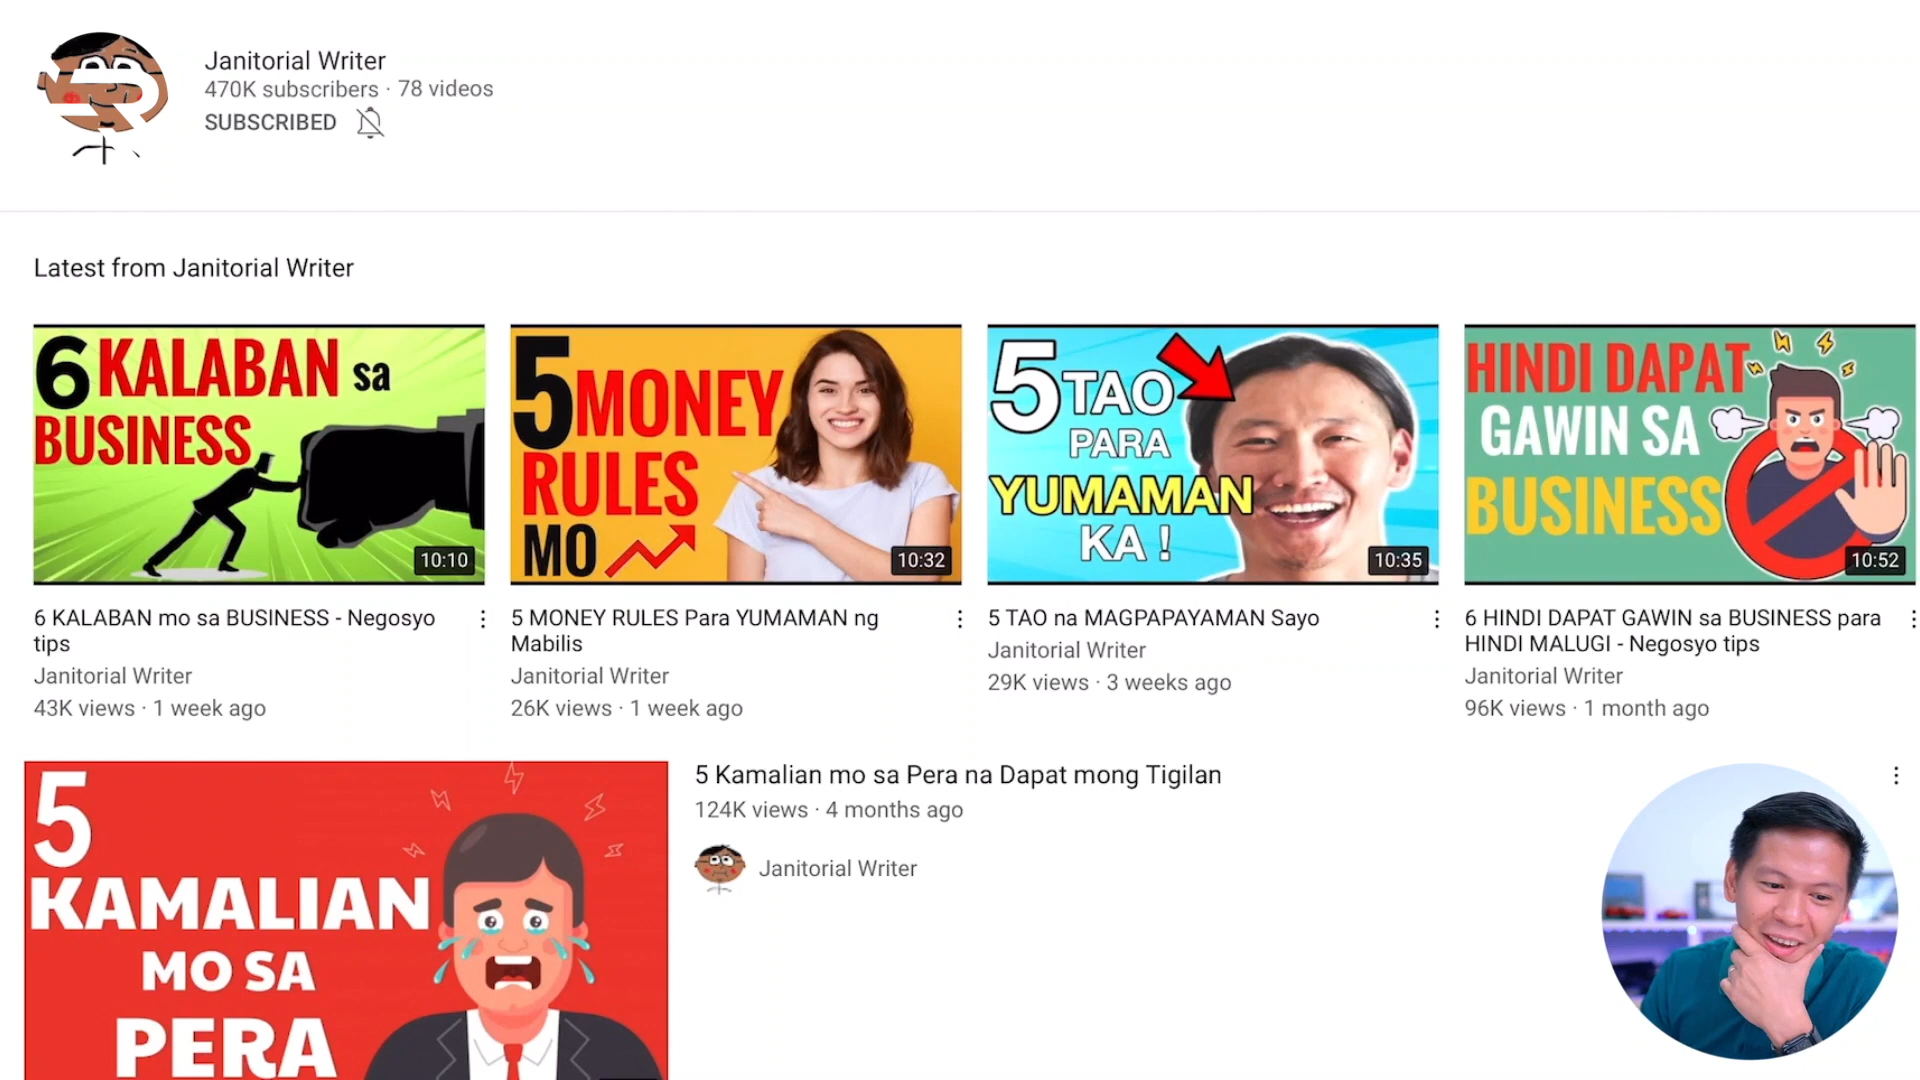 Janitorial Writer
470K subscribers · 78 videos
SUBSCRIBED
Latest from Janitorial Writer
6 KALABAN sa
BUSINESS
10:10
5 MONEY
RULES
MO
10:32
5 TAO
PARA
YUMAMAN
KA !
10:35
HINDI DAPAT
GAWIN SA
BUSINESS
10:52
6 KALABAN mo sa BUSINESS - Negosyo
tips
Janitorial Writer
43K views · 1 week ago
5 MONEY RULES Para YUMAMAN ng
Mabilis
Janitorial Writer
26K views · 1 week ago
5 TAO na MAGPAPAYAMAN Sayo
Janitorial Writer
29K views · 3 weeks ago
6 HINDI DAPAT GAWIN sa BUSINESS para
HINDI MALUGI - Negosyo tips
Janitorial Writer
96K views · 1 month ago
5
KAMALIAN
MO SA
PERA
5 Kamalian mo sa Pera na Dapat mong Tigilan
124K views · 4 months ago
Janitorial Writer